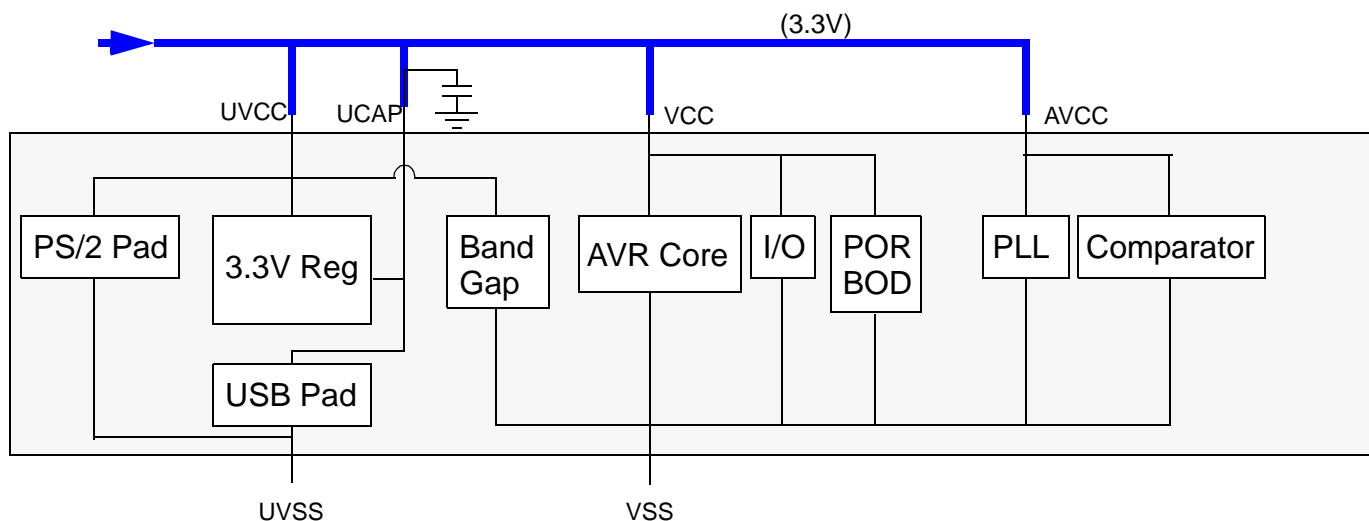 (3.3V)
UVCC
UCAP
VCC
AVCC
PS/2 Pad
3.3V Reg
Band
Gap
AVR Core
I/O
POR
BOD
PLL
Comparator
USB Pad
UVSS
VSS